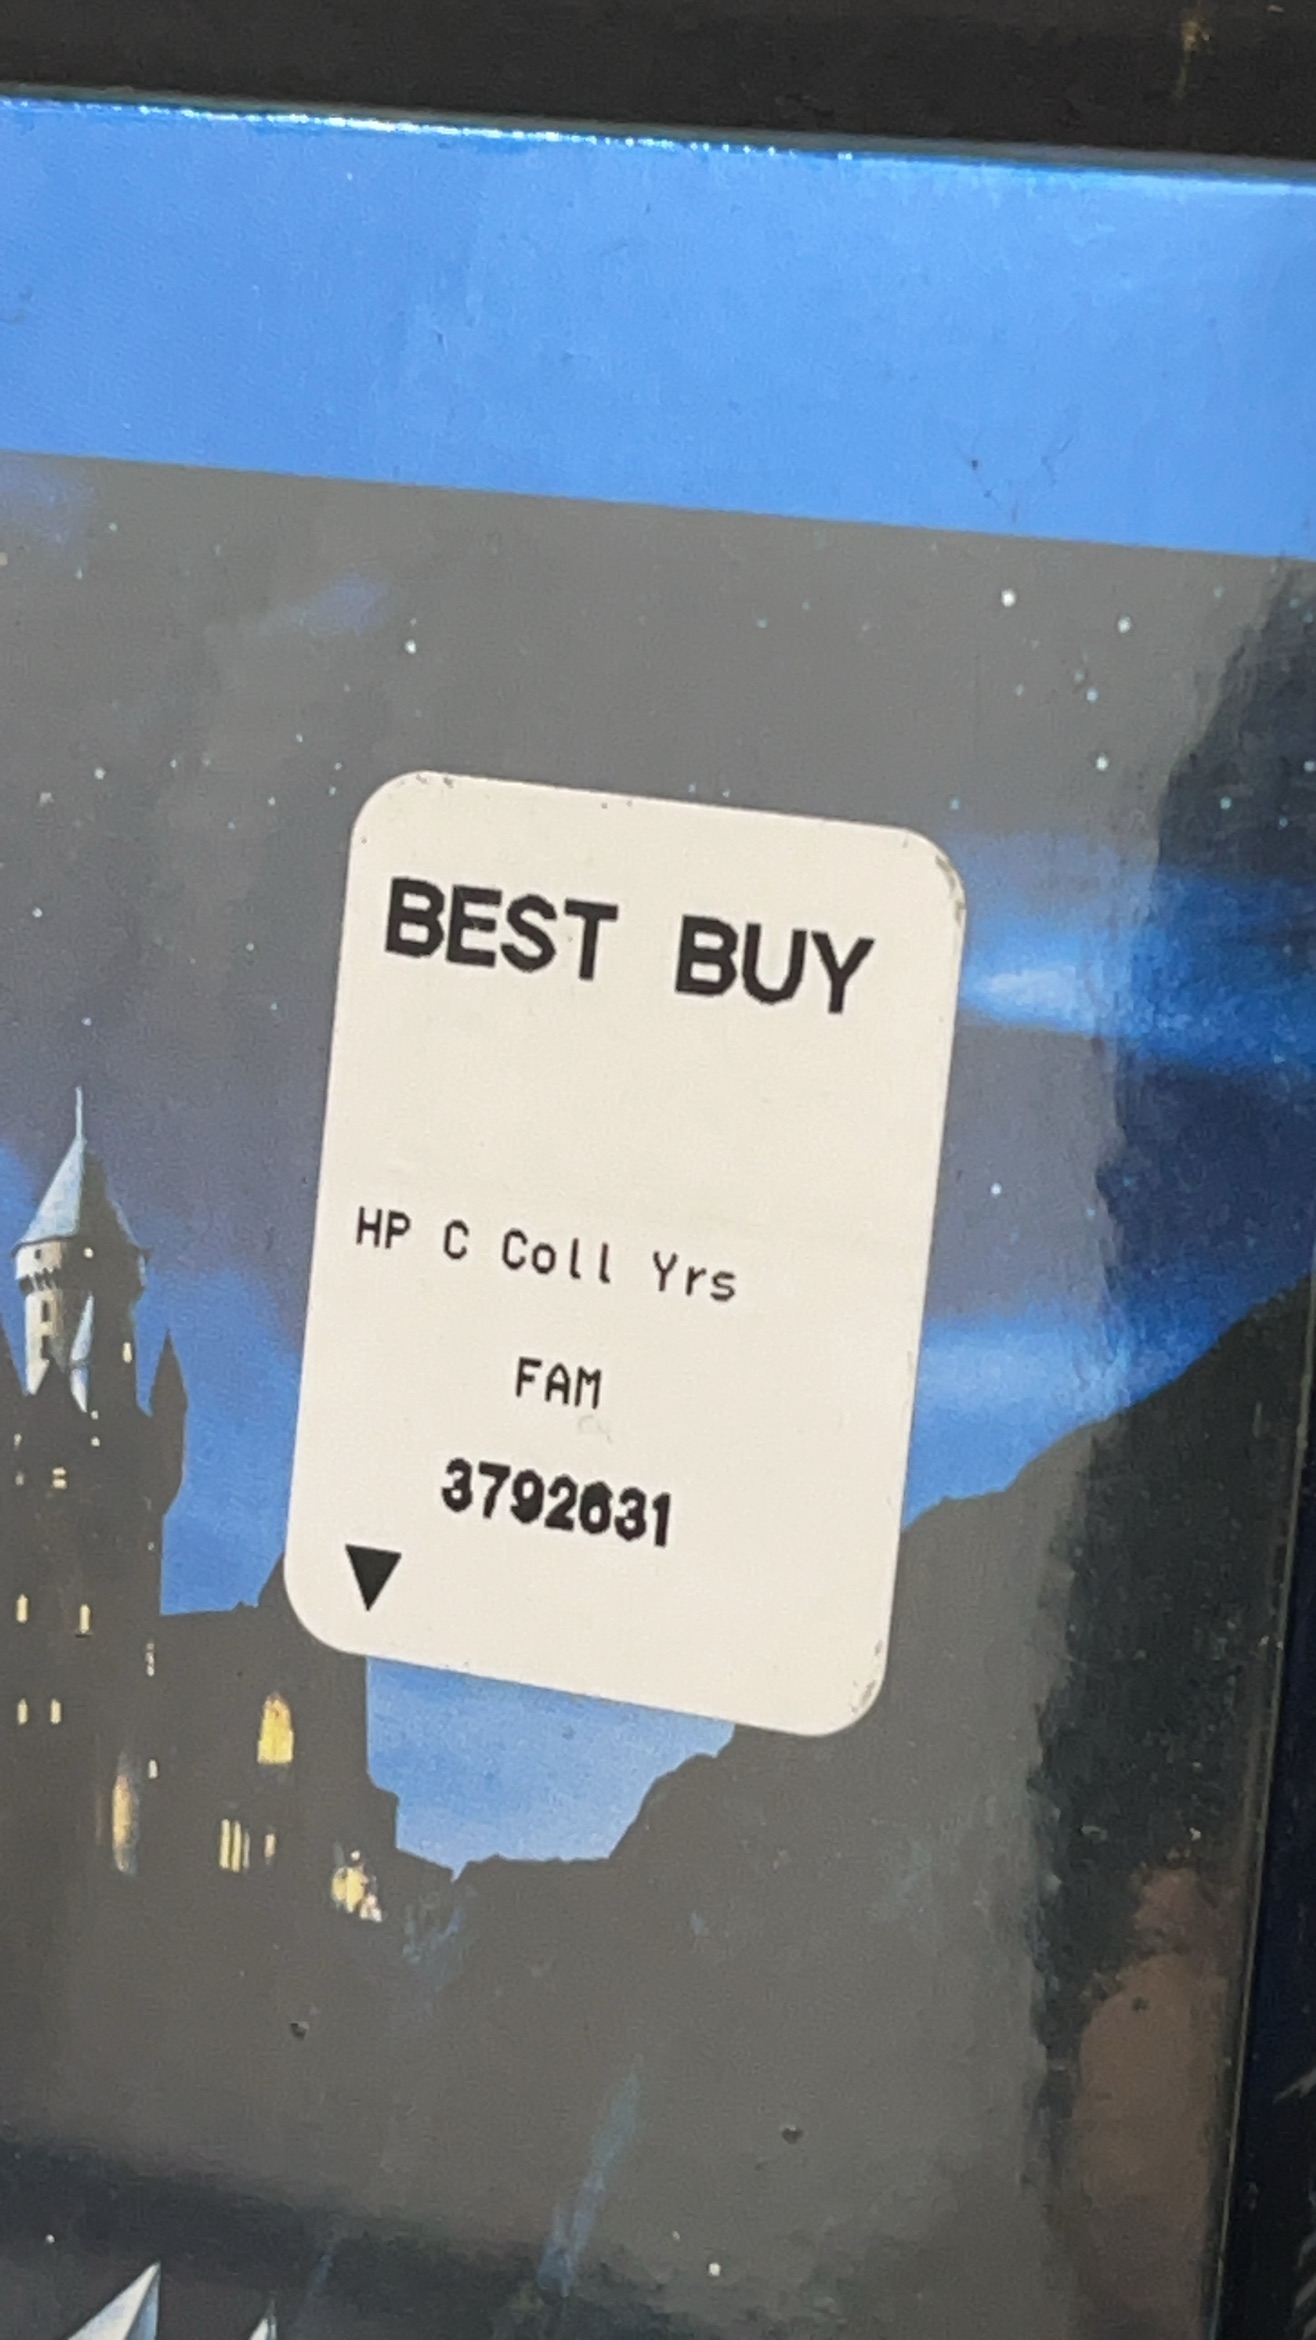 BEST BUY
HP C Coll Yrs
FAM
3792631